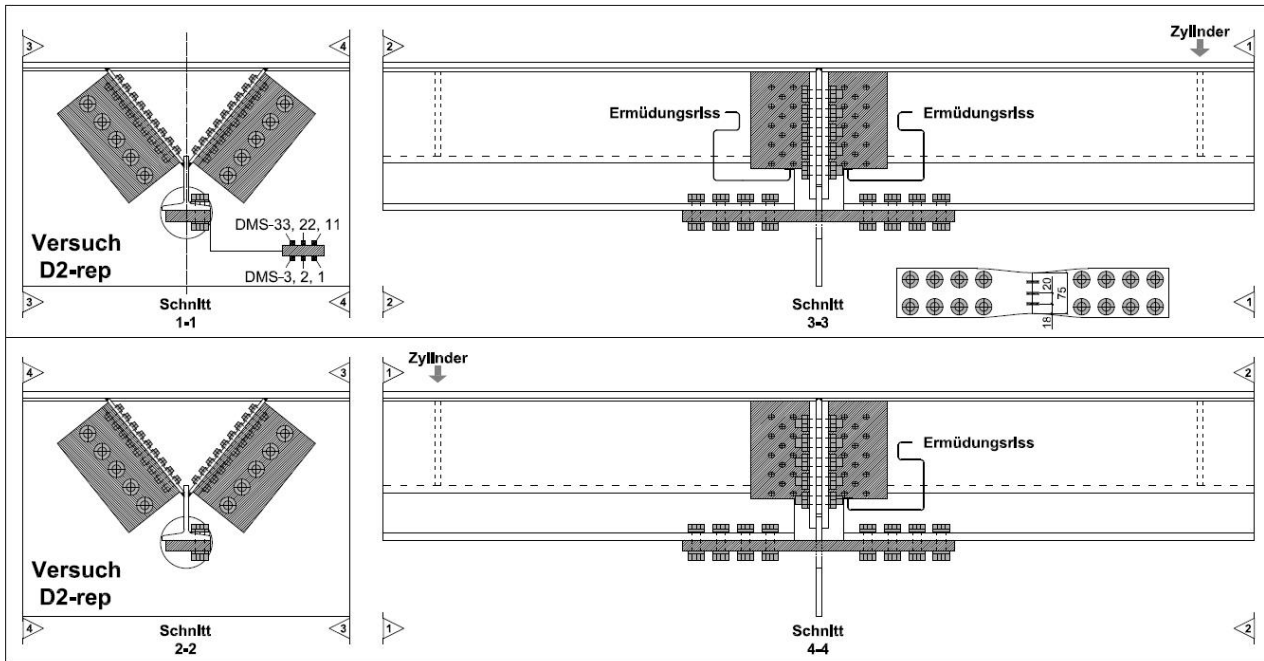 3
4
2
Zylinder
1
Ermüdungsriss
Ermüdungsriss
DMS-33, 22, 11
Versuch
D2-rep
DMS-3, 2, 1
20
75
18
3
Schnitt
4
1-1
2
Schnitt
1
3-3
Zylinder
4
3
1
2
Ermüdungsriss
Versuch
D2-rep
4
Schnitt
3
2-2
1
Schnitt
2
4-4